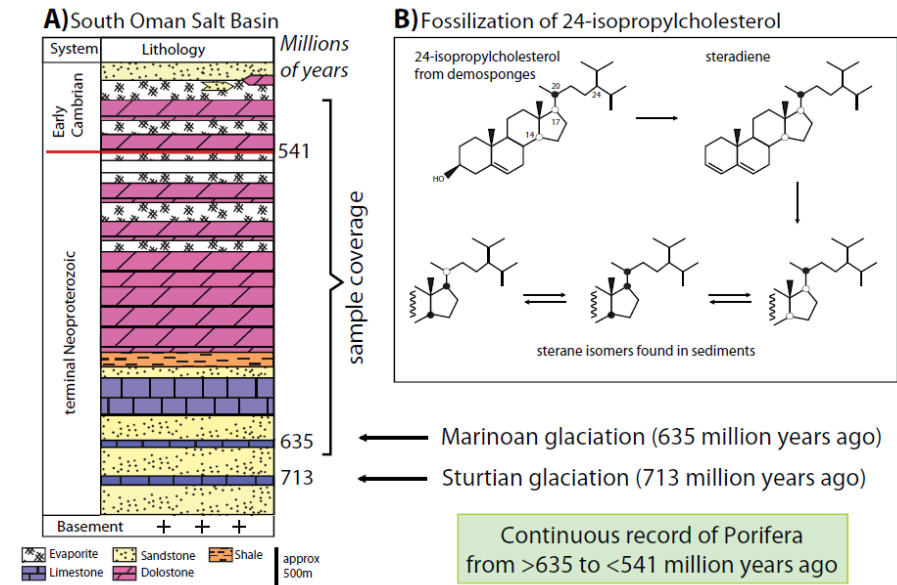 A) South Oman Salt Basin
System
Lithology
Millions
of years
Early
Cambrian
541
terminal Neoproterozoic
sample coverage
635
713
Basement
+ + +
Evaporite
Sandstone
Shale
Limestone
Dolostone
approx
500m
B) Fossilization of 24-isopropylcholesterol
24-isopropylcholesterol
from demosponges
steradiene
20
24
17
14
HO
sterane isomers found in sediments
Marinoan glaciation (635 million years ago)
Sturtian glaciation (713 million years ago)
Continuous record of Porifera
from >635 to <541 million years ago